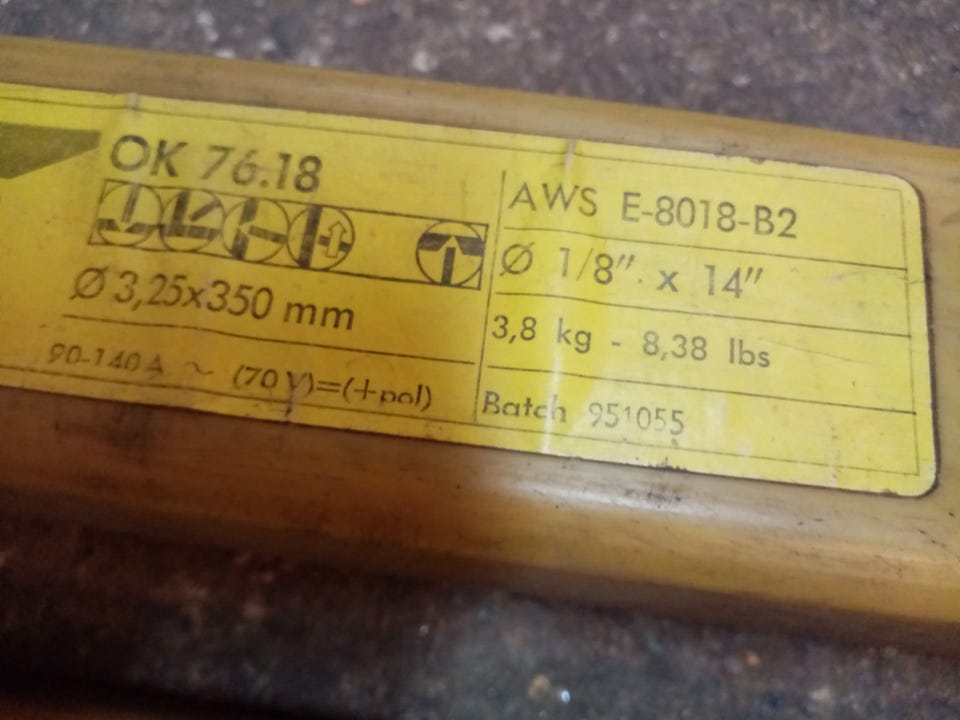 OK 76.18
Ø 3,25x350 mm
90-140 A ~ (70 V)=(+pol)
AWS E-8018-B2
Ø 1/8" x 14"
3,8 kg - 8,38 lbs
Batch 951055